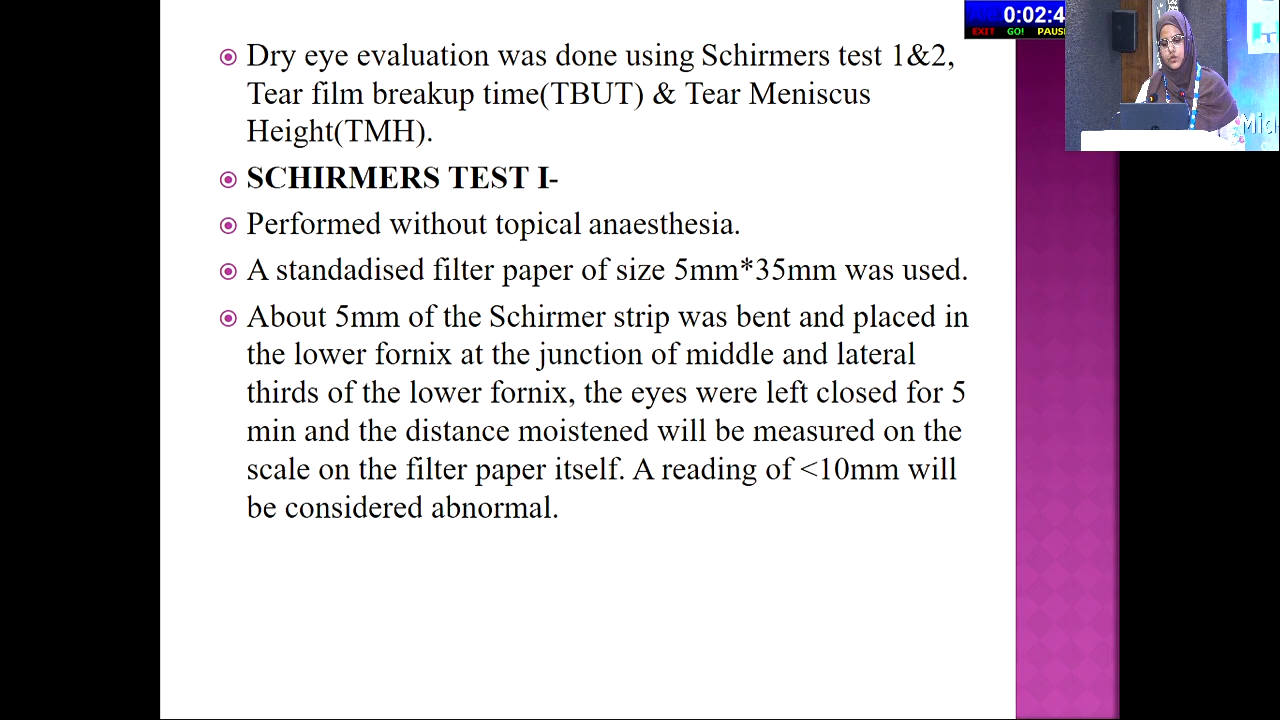 Dry eye evaluation was done using Schirmers test 1&2,
Tear film breakup time(TBUT) & Tear Meniscus
Height(TMH).
SCHIRMERS TEST I-
Performed without topical anaesthesia.
A standadised filter paper of size 5mm*35mm was used.
About 5mm of the Schirmer strip was bent and placed in
the lower fornix at the junction of middle and lateral
thirds of the lower fornix, the eyes were left closed for 5
min and the distance moistened will be measured on the
scale on the filter paper itself. A reading of <10mm will
be considered abnormal.
0:02:4
EXIT GO! PAUS
Mid